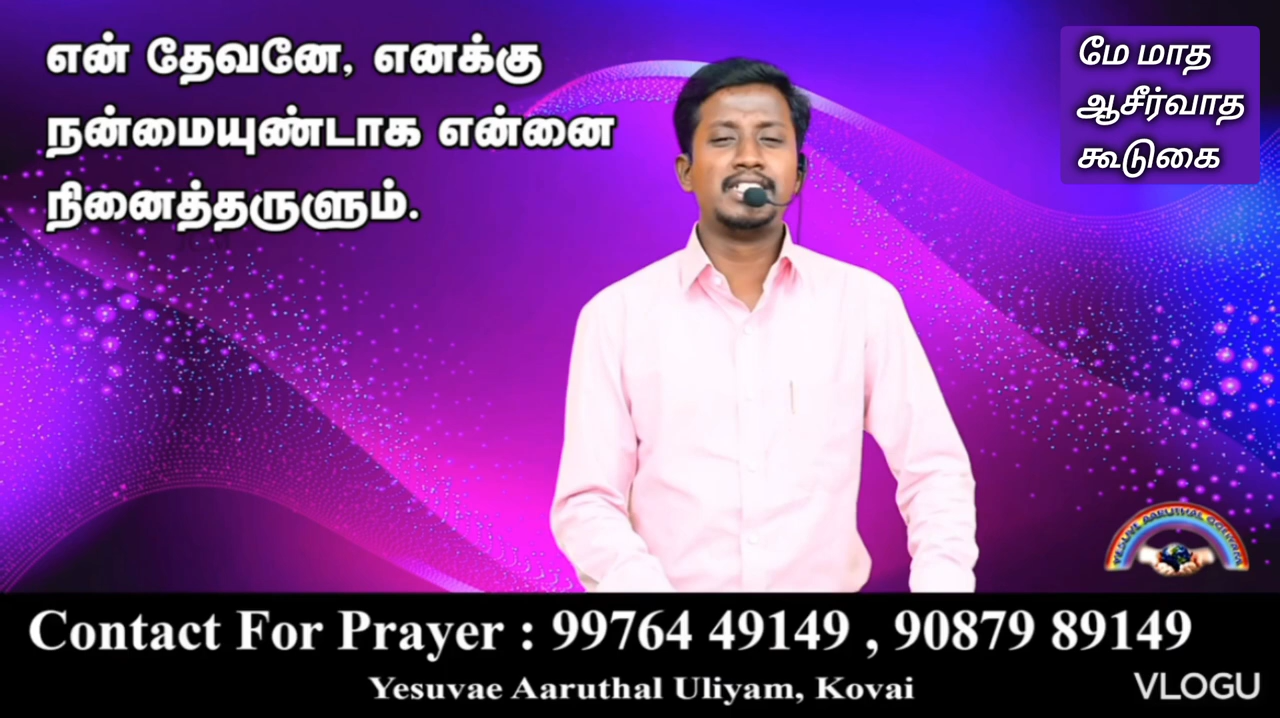 என் தேவனே, எனக்கு
நன்மையுண்டாக என்னை
நினைத்தருளும்.
மே மாத
ஆசீர்வாத
கூடுகை
Contact For Prayer : 99764 49149 , 90879 89149
Yesuvae Aaruthal Uliyam, Kovai
VLOGU